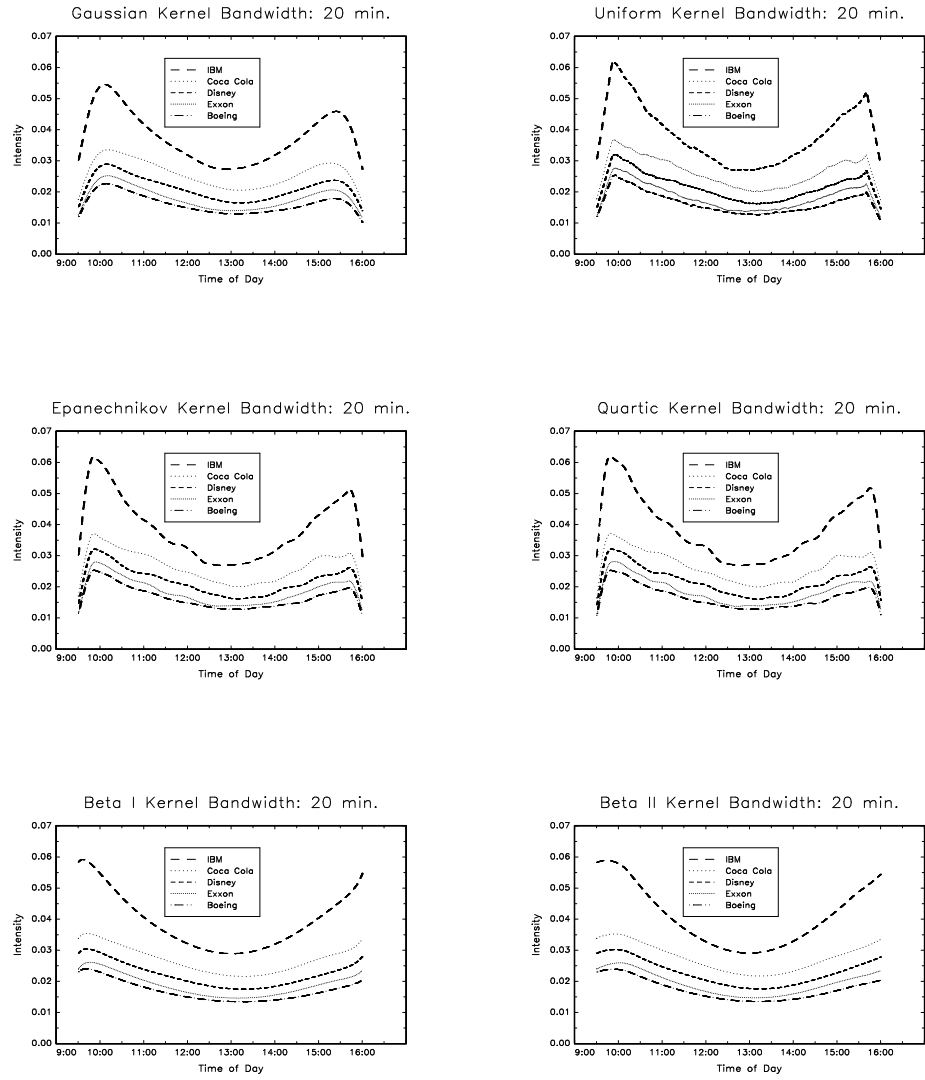 Gaussian Kernel Bandwidth: 20 min.
Intensity
0.07
0.06
0.05
0.04
0.03
0.02
0.01
0.00
IBM
Coca Cola
Disney
Exxon
Boeing
9:00 10:00 11:00 12:00 13:00 14:00 15:00 16:00
Time of Day
Uniform Kernel Bandwidth: 20 min.
Intensity
0.07
0.06
0.05
0.04
0.03
0.02
0.01
0.00
IBM
Coca Cola
Disney
Exxon
Boeing
9:00 10:00 11:00 12:00 13:00 14:00 15:00 16:00
Time of Day
Epanechnikov Kernel Bandwidth: 20 min.
Intensity
0.07
0.06
0.05
0.04
0.03
0.02
0.01
0.00
IBM
Coca Cola
Disney
Exxon
Boeing
9:00 10:00 11:00 12:00 13:00 14:00 15:00 16:00
Time of Day
Quartic Kernel Bandwidth: 20 min.
Intensity
0.07
0.06
0.05
0.04
0.03
0.02
0.01
0.00
IBM
Coca Cola
Disney
Exxon
Boeing
9:00 10:00 11:00 12:00 13:00 14:00 15:00 16:00
Time of Day
Beta I Kernel Bandwidth: 20 min.
Intensity
0.07
0.06
0.05
0.04
0.03
0.02
0.01
0.00
IBM
Coca Cola
Disney
Exxon
Boeing
9:00 10:00 11:00 12:00 13:00 14:00 15:00 16:00
Time of Day
Beta II Kernel Bandwidth: 20 min.
Intensity
0.07
0.06
0.05
0.04
0.03
0.02
0.01
0.00
IBM
Coca Cola
Disney
Exxon
Boeing
9:00 10:00 11:00 12:00 13:00 14:00 15:00 16:00
Time of Day